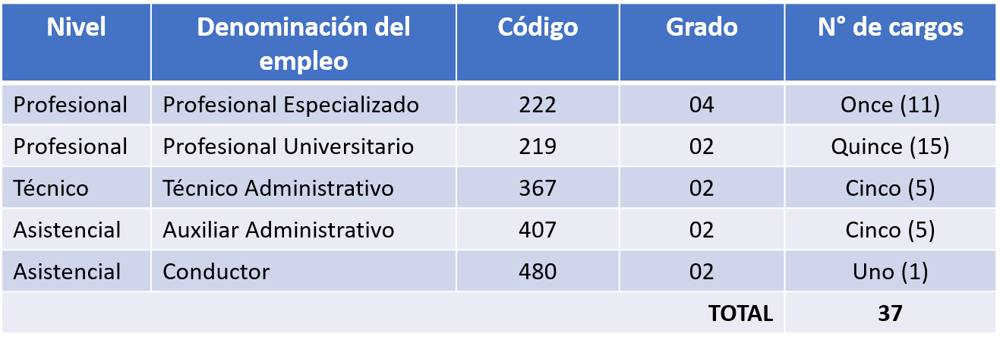 Nivel Denominación del empleo Código Grado N° de cargos
Profesional Profesional Especializado 222 04 Once (11)
Profesional Profesional Universitario 219 02 Quince (15)
Técnico Técnico Administrativo 367 02 Cinco (5)
Asistencial Auxiliar Administrativo 407 02 Cinco (5)
Asistencial Conductor 480 02 Uno (1)
TOTAL 37